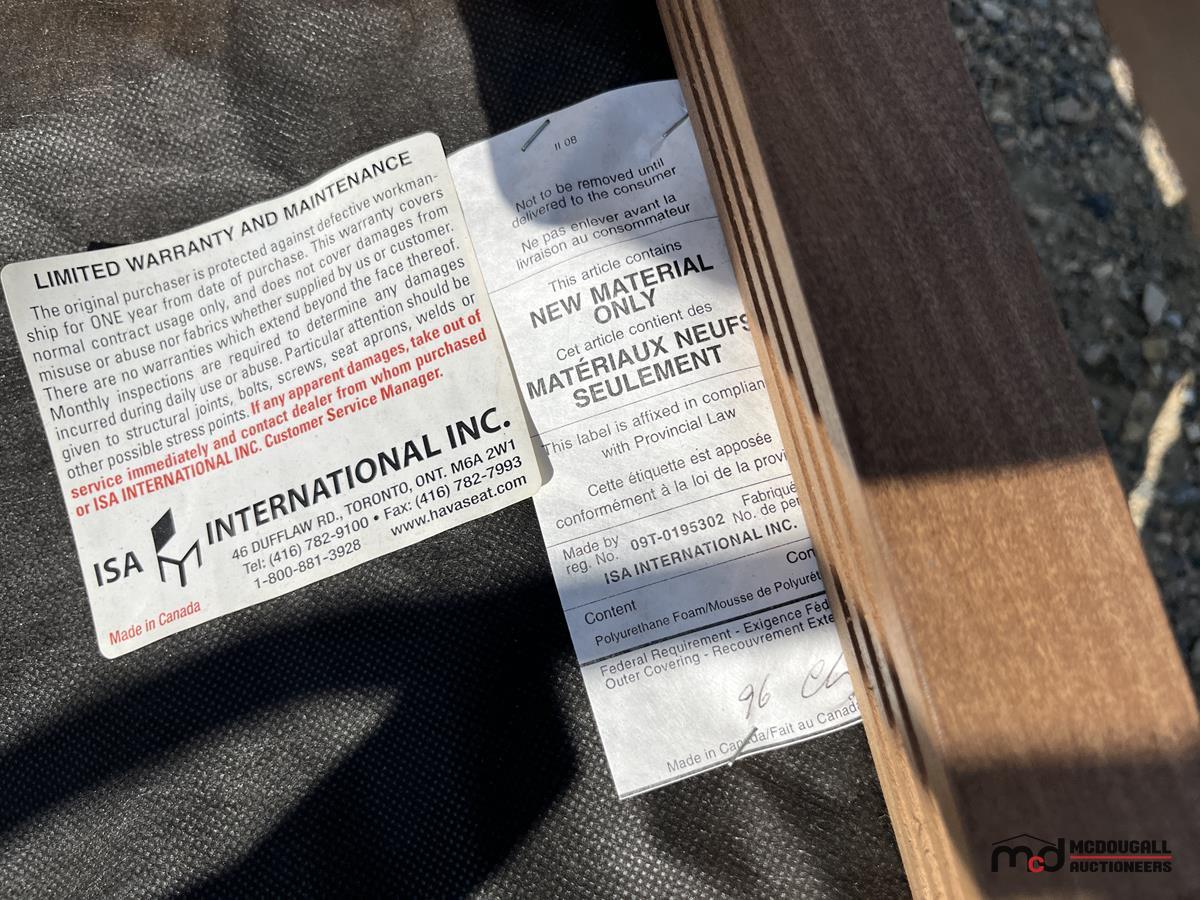 LIMITED WARRANTY AND MAINTENANCE
The original purchaser is protected against defective workman-
ship for ONE year from date of purchase. This warranty covers
normal contract usage only, and does not cover damages from
misuse or abuse nor fabrics whether supplied by us or customer.
There are no warranties which extend beyond the face thereof.
Monthly inspections are required to determine any damages
incurred during daily use or abuse. Particular attention should be
given to structural joints, bolts, screws, seat aprons, welds or
other possible stress points. If any apparent damages, take out of
service immediately and contact dealer from whom purchased
or ISA INTERNATIONAL INC. Customer Service Manager.
ISA INTERNATIONAL INC.
46 DUFFLAW RD., TORONTO, ONT. M6A 2W1
Tel: (416) 782-9100 • Fax: (416) 782-7993
1-800-881-3928 www.havaseat.com
Made in Canada
II 08
Not to be removed until
delivered to the consumer
Ne pas enlever avant la
livraison au consommateur
This article contains
NEW MATERIAL
ONLY
Cet article contient des
MATÉRIAUX NEUFS
SEULEMENT
This label is affixed in complian
with Provincial Law
Cette étiquette est apposée
conformément à la loi de la provi
Made by Fabriqué
reg. No. 09T-0195302 No. de pe
ISA INTERNATIONAL INC.
Content Con
Polyurethane Foam/Mousse de Polyurét
Federal Requirement - Exigence Féd
Outer Covering - Recouvrement Exte
96
Made in Canada/Fait au Canada
mcd MCDOUGALL
AUCTIONEERS